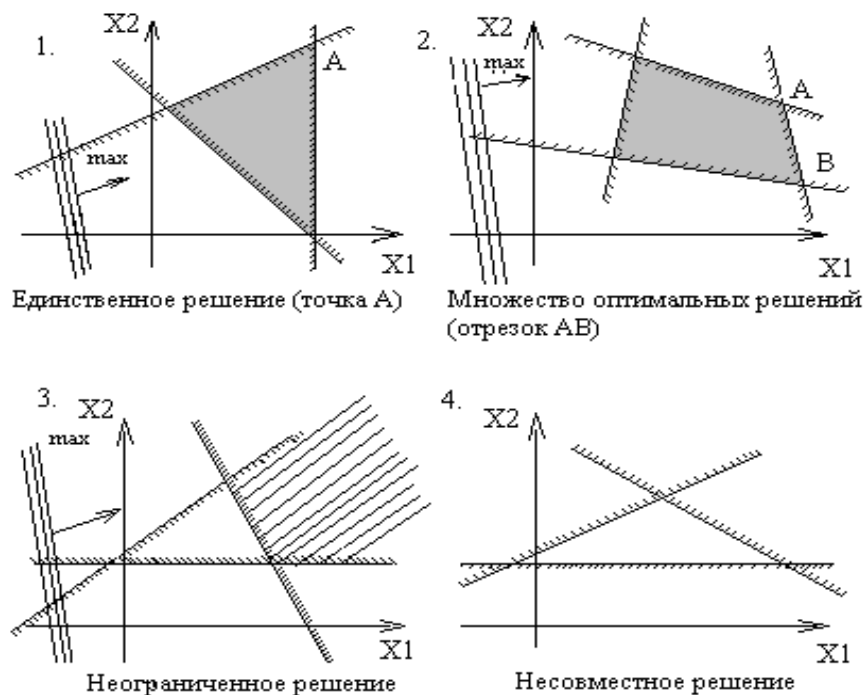 1.
X2
A
max
X1
Единственное решение (точка А)
2.
X2
max
A
B
X1
Множество оптимальных решений
(отрезок АВ)
3.
X2
max
X1
Неограниченное решение
4.
X2
X1
Несовместное решение